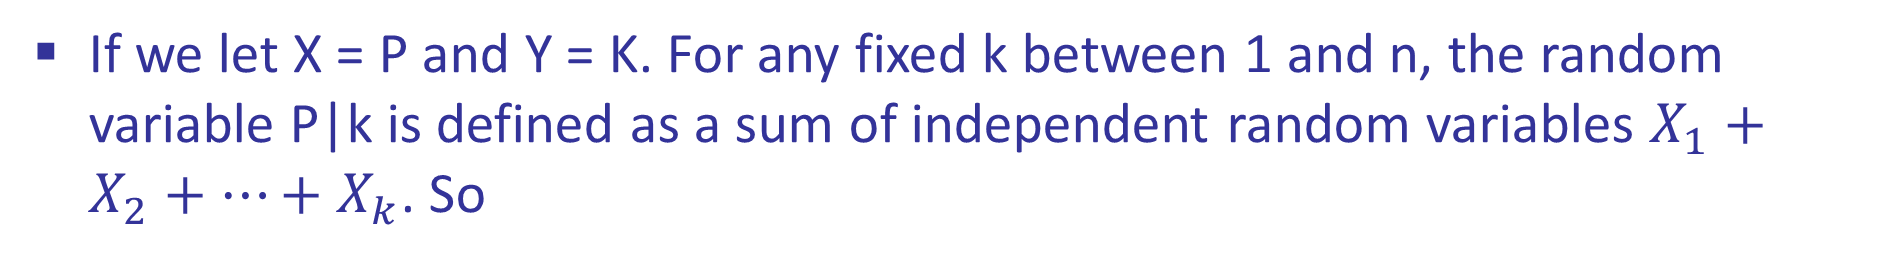 ▪ If we let X = P and Y = K. For any fixed k between 1 and n, the random
variable P|k is defined as a sum of independent random variables X₁ +
X₂ + ⋯ + Xₖ. So